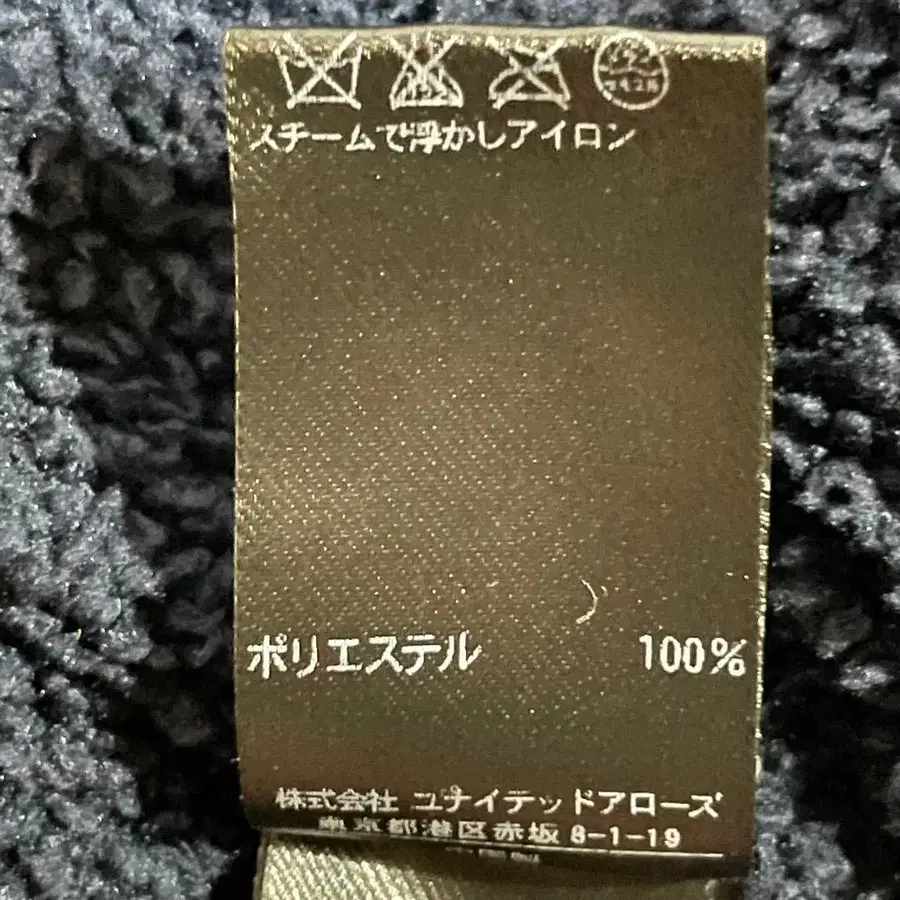 スチームで浮かしアイロン
ポリエステル 100%
株式会社 ユナイテッドアローズ
東京都港区赤坂 8-1-19